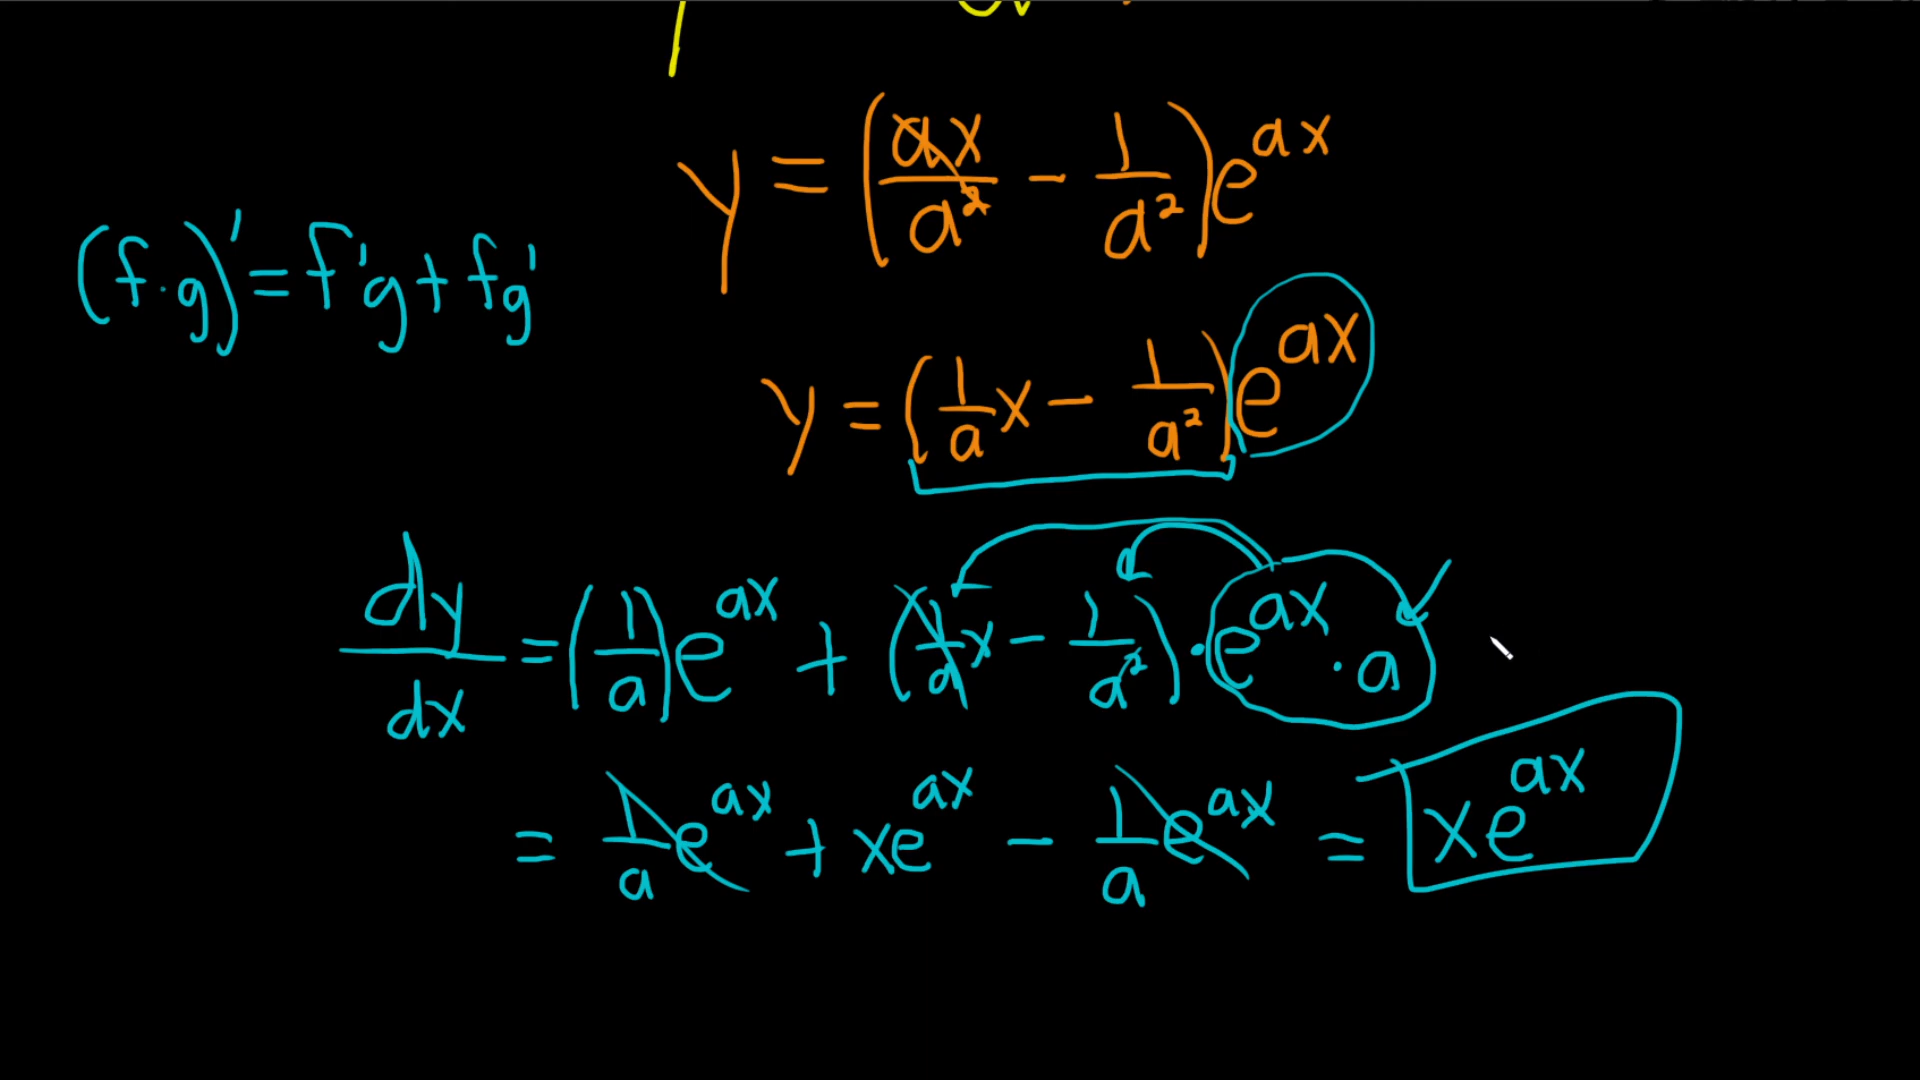 y = (ax/a² - 1/a²)e^ax
(f·g)' = f'g + fg'
y = (1/a x - 1/a²)e^ax
dy/dx = (1/a)e^ax + (1/a x - 1/a²)·e^ax·a
= 1/a e^ax + xe^ax - 1/a e^ax = xe^ax